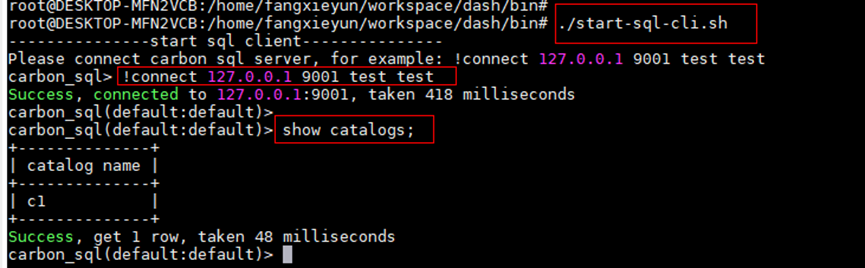 root@DESKTOP-MFN2VCB:/home/fangxieyun/workspace/dash/bin#
root@DESKTOP-MFN2VCB:/home/fangxieyun/workspace/dash/bin# ./start-sql-cli.sh
---------------start sql client---------------
Please connect carbon sql server, for example: !connect 127.0.0.1 9001 test test
carbon_sql> !connect 127.0.0.1 9001 test test
Success, connected to 127.0.0.1:9001, taken 418 milliseconds
carbon_sql(default:default)>
carbon_sql(default:default)> show catalogs;
+--------------+
| catalog name |
+--------------+
| c1           |
+--------------+
Success, get 1 row, taken 48 milliseconds
carbon_sql(default:default)>